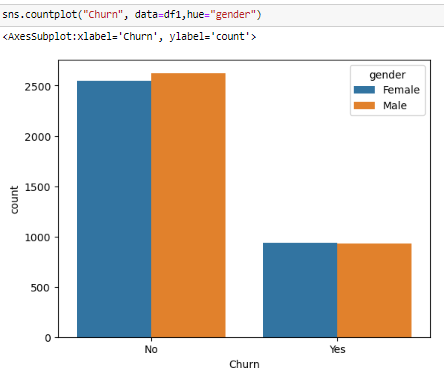 sns.countplot("Churn", data=df1,hue="gender")
<AxesSubplot:xlabel='Churn', ylabel='count'>
gender
Female
Male
2500
2000
1500
1000
500
0
count
No Yes
Churn